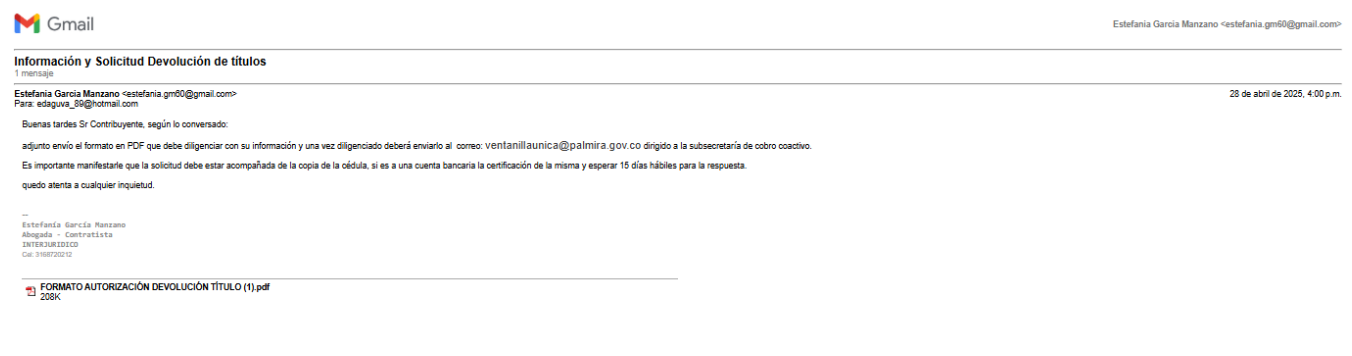 Gmail
Estefania Garcia Manzano <estefania.gm60@gmail.com>
Información y Solicitud Devolución de títulos
1 mensaje
Estefania Garcia Manzano <estefania.gm60@gmail.com>
28 de abril de 2025, 4:00 p.m.
Para: edaguva_89@hotmail.com
Buenas tardes Sr Contribuyente, según lo conversado:
adjunto envío el formato en PDF que debe diligenciar con su información y una vez diligenciado deberá enviarlo al correo: ventanillaunica@palmira.gov.co dirigido a la subsecretaría de cobro coactivo.
Es importante manifestarle que la solicitud debe estar acompañada de la copia de la cédula, si es a una cuenta bancaria la certificación de la misma y esperar 15 días hábiles para la respuesta.
quedo atenta a cualquier inquietud.
--
Estefanía García Manzano
Abogada - Contratista
INTERJURIDICO
Cel: 3168720212
FORMATO AUTORIZACIÓN DEVOLUCIÓN TÍTULO (1).pdf
208K